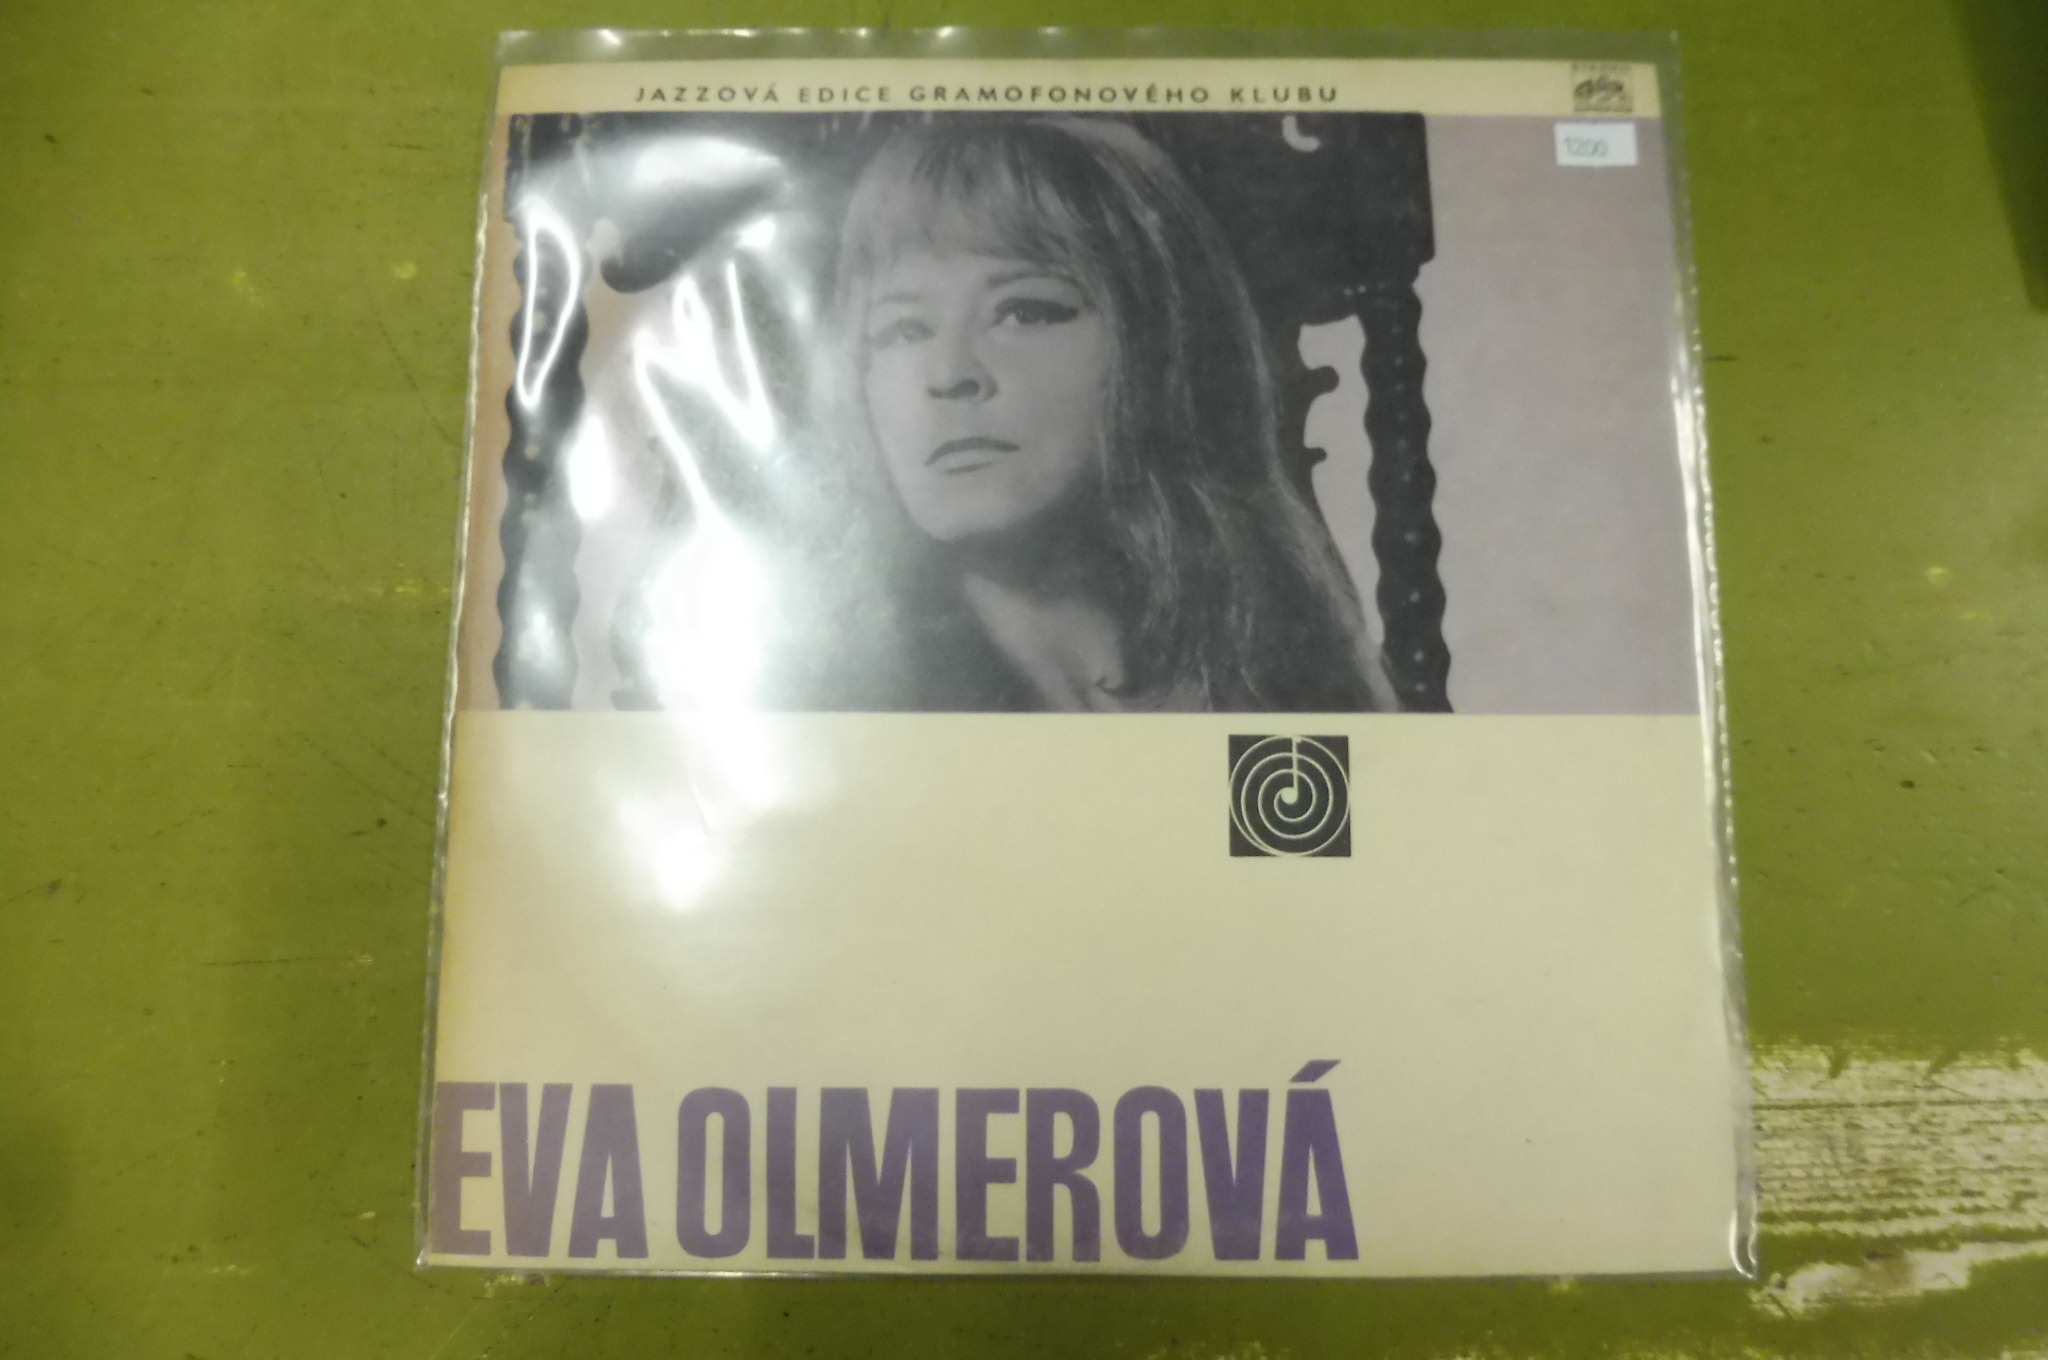 JAZZOVÁ EDICE GRAMOFONOVÉHO KLUBU
1200
EVA OLMEROVÁ